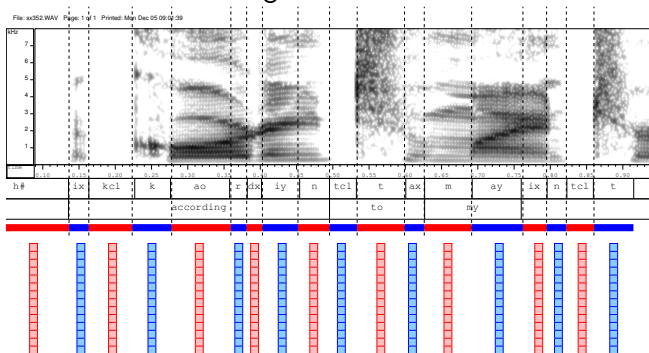 File: sx352.WAV Page: 1 of 1 Printed: Mon Dec 05 09:01:39
kHz
7
6
5
4
3
2
1
time 0.10 0.15 0.20 0.25 0.30 0.35 0.40 0.45 0.50 0.55 0.60 0.65 0.70 0.75 0.80 0.85 0.90
h# ix kcl k ao r dx iy n tcl t ax m ay ix n tcl t
according to my